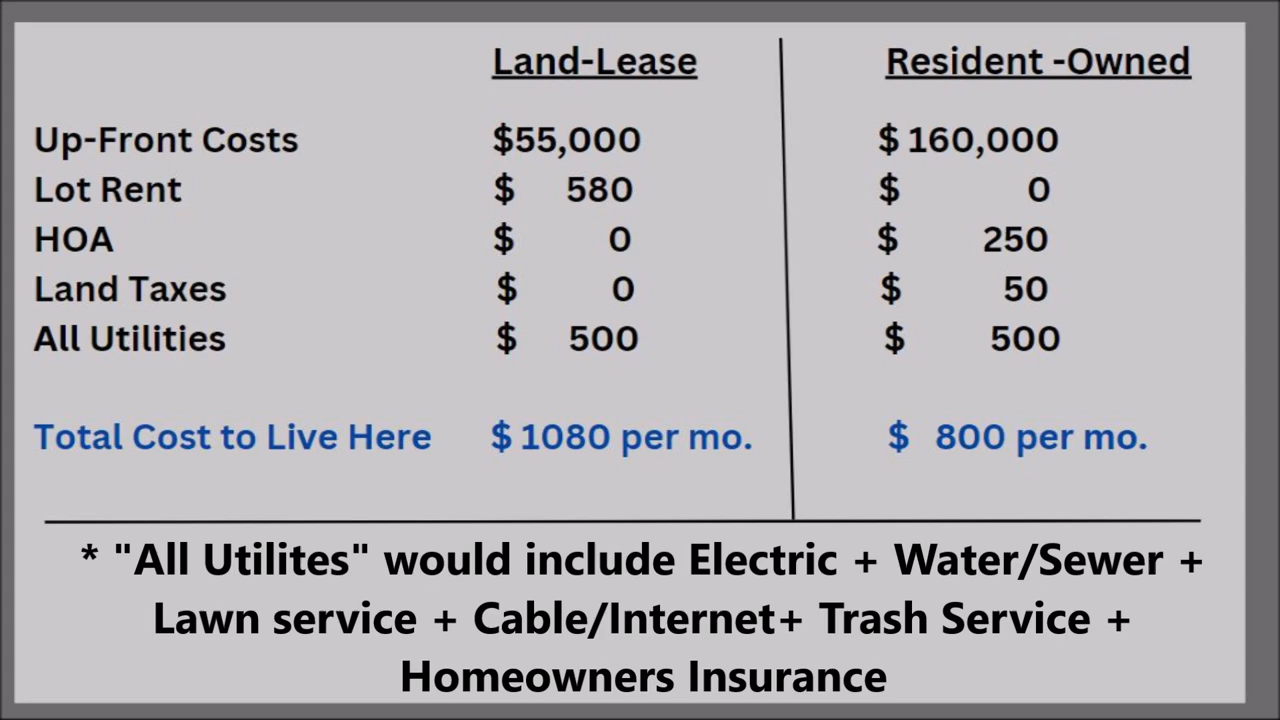 Land-Lease Resident -Owned
Up-Front Costs $55,000 $ 160,000
Lot Rent $ 580 $ 0
HOA $ 0 $ 250
Land Taxes $ 0 $ 50
All Utilities $ 500 $ 500
Total Cost to Live Here $ 1080 per mo. $ 800 per mo.
* "All Utilites" would include Electric + Water/Sewer +
Lawn service + Cable/Internet+ Trash Service +
Homeowners Insurance